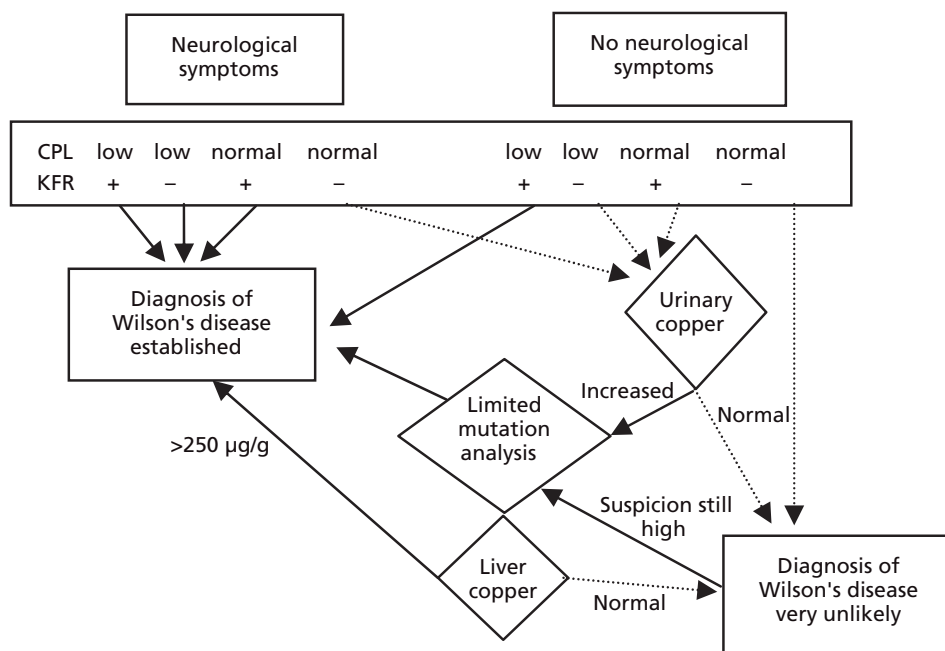 Neurological
symptoms
No neurological
symptoms
CPL low low normal normal low low normal normal
KFR + – + – + – + –
Diagnosis of
Wilson's disease
established
Urinary
copper
Increased
Normal
Limited
mutation
analysis
>250 µg/g
Suspicion still
high
Liver
copper
Normal
Diagnosis of
Wilson's disease
very unlikely